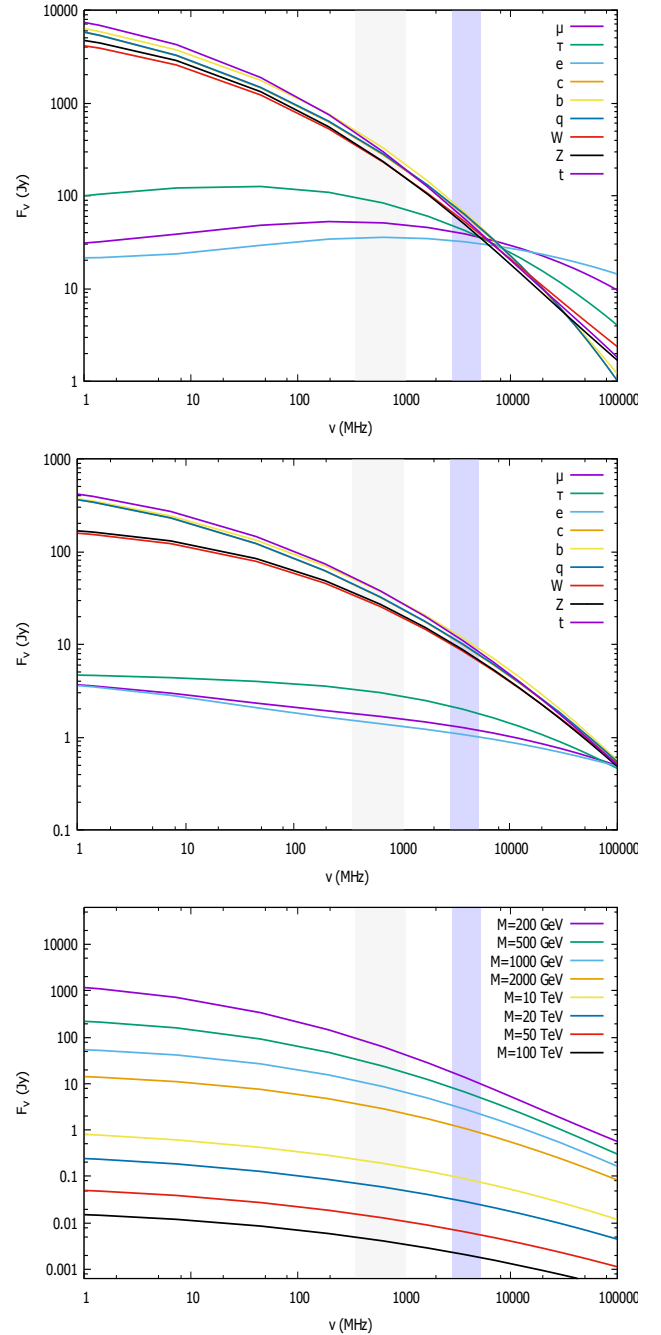 10000
1000
100
10
1
F_ν (Jy)
μ
τ
e
c
b
q
W
Z
t
1 10 100 1000 10000 100000
ν (MHz)
1000
100
10
1
0.1
F_ν (Jy)
μ
τ
e
c
b
q
W
Z
t
1 10 100 1000 10000 100000
ν (MHz)
10000
1000
100
10
1
0.1
0.01
0.001
F_ν (Jy)
M=200 GeV
M=500 GeV
M=1000 GeV
M=2000 GeV
M=10 TeV
M=20 TeV
M=50 TeV
M=100 TeV
1 10 100 1000 10000 100000
ν (MHz)